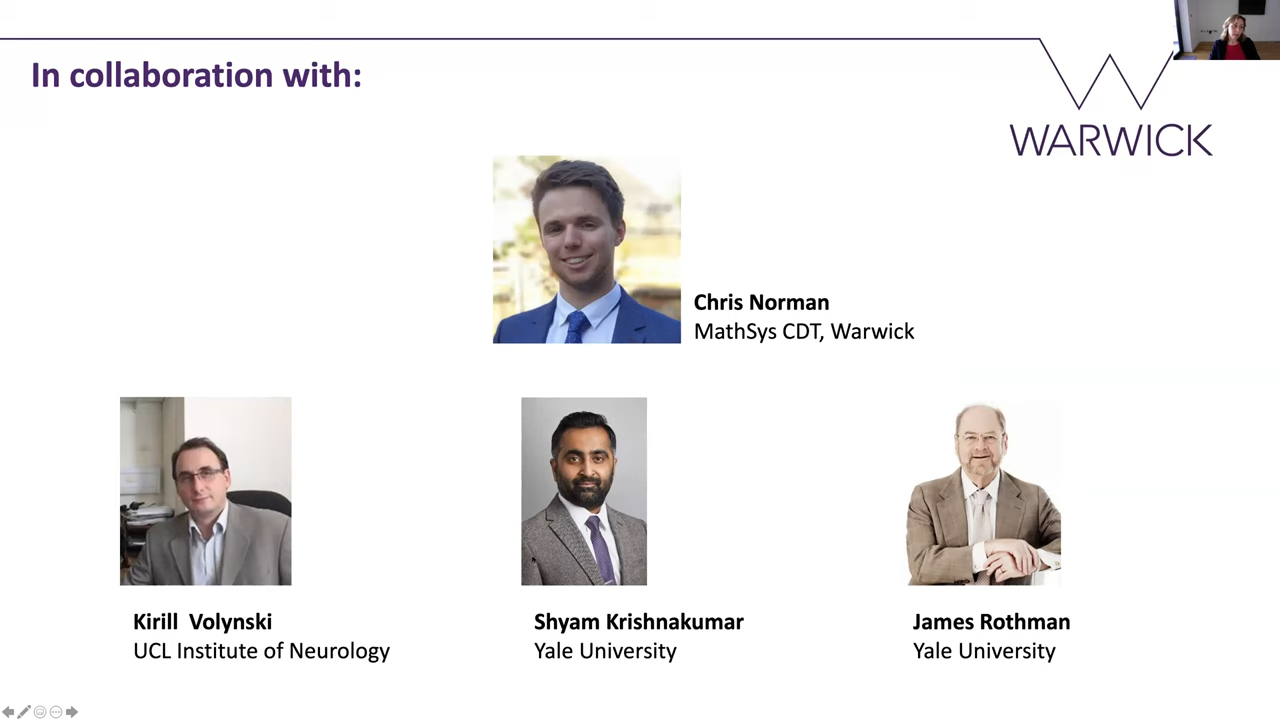 In collaboration with:
WARWICK
Chris Norman
MathSys CDT, Warwick
Kirill Volynski
UCL Institute of Neurology
Shyam Krishnakumar
Yale University
James Rothman
Yale University